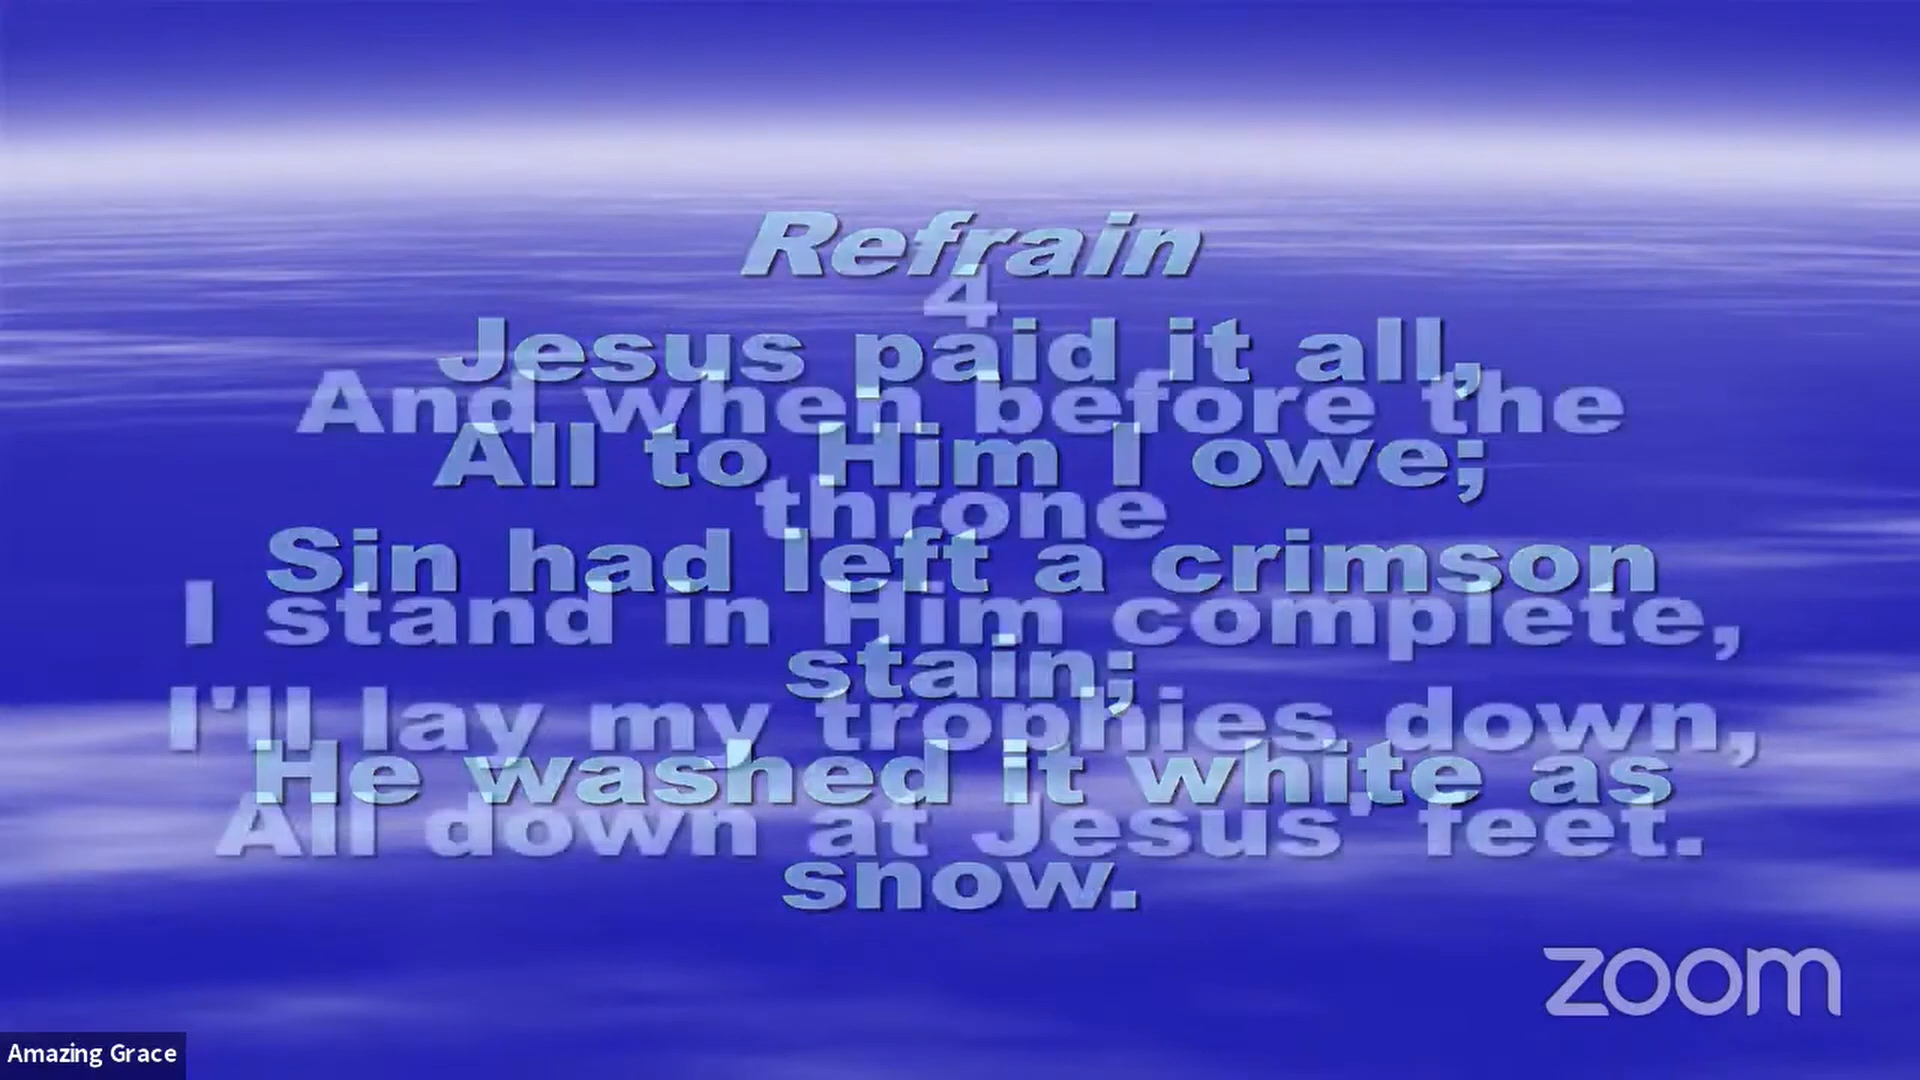 Refrain
Jesus paid it all,
All to Him I owe;
Sin had left a crimson
stain;
He washed it white as
snow.
4
And when before the
throne
I stand in Him complete,
I'll lay my trophies down,
All down at Jesus' feet.
zoom
Amazing Grace